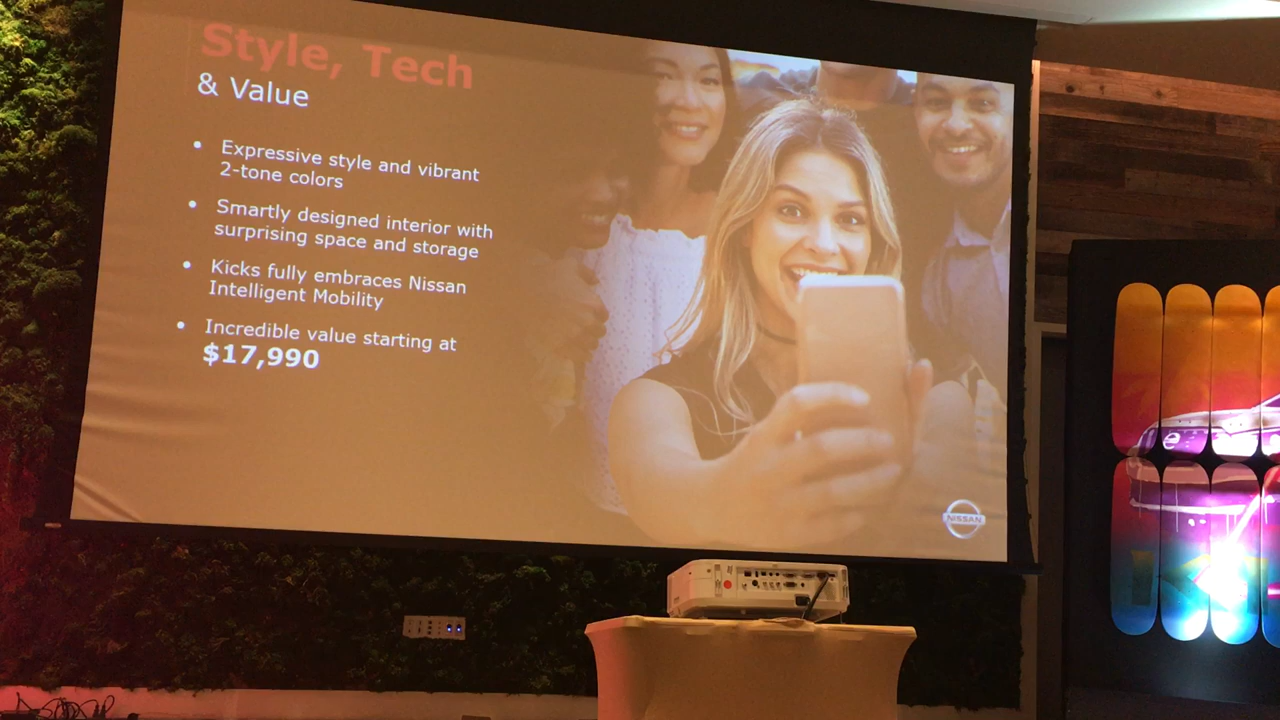 Style, Tech
& Value
• Expressive style and vibrant
2-tone colors
• Smartly designed interior with
surprising space and storage
• Kicks fully embraces Nissan
Intelligent Mobility
• Incredible value starting at
$17,990
NISSAN